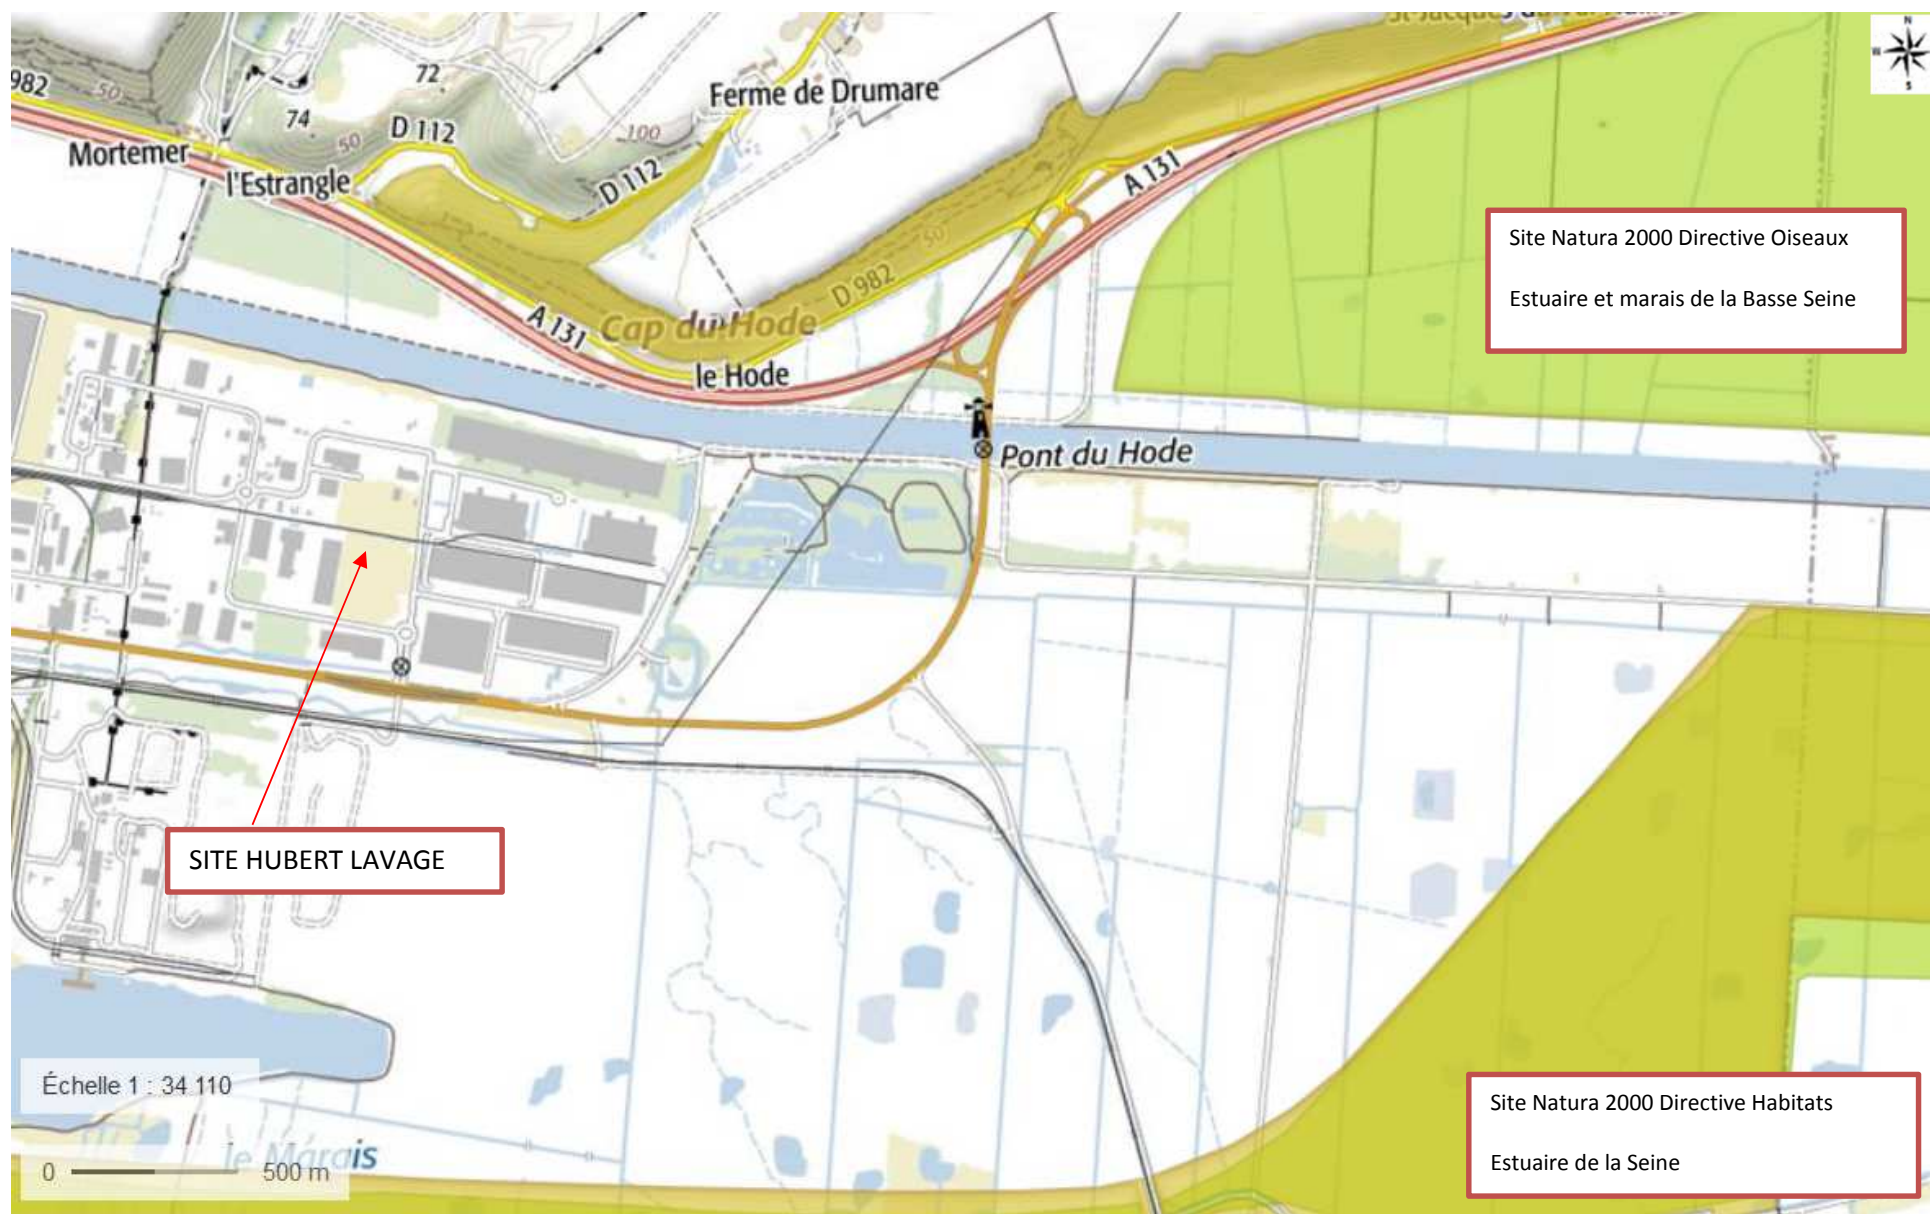 St-Jacques
N
W
S
982
50
72
74
50
D 112
Ferme de Drumare
100
Mortemer
l'Estrangle
D 112
A 131
50
D 982
Site Natura 2000 Directive Oiseaux
Estuaire et marais de la Basse Seine
A 131
Cap du Hode
le Hode
Pont du Hode
SITE HUBERT LAVAGE
Échelle 1 : 34 110
le Marais
0 500 m
Site Natura 2000 Directive Habitats
Estuaire de la Seine